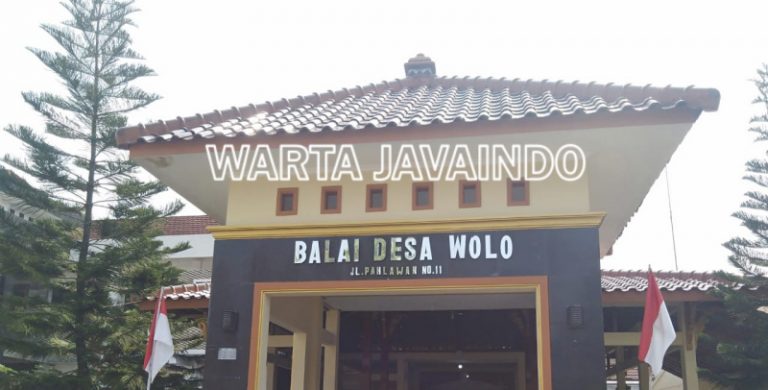 WARTA JAVAINDO
BALAI DESA WOLO
JL.PAHLAWAN NO.11